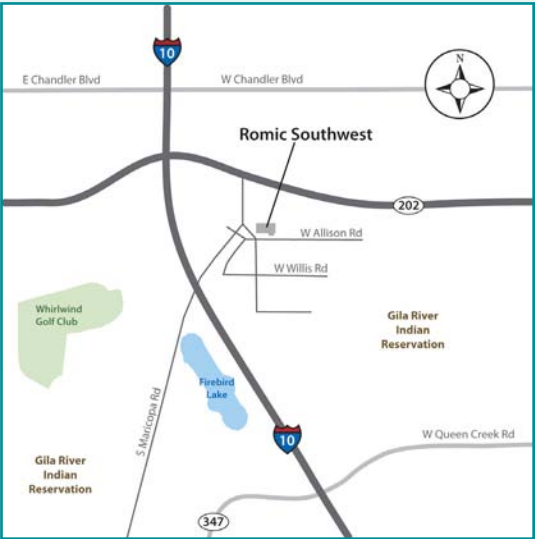 10
E Chandler Blvd
W Chandler Blvd
N
Romic Southwest
202
W Allison Rd
W Willis Rd
Whirlwind
Golf Club
Gila River
Indian
Reservation
Firebird
Lake
S Maricopa Rd
10
W Queen Creek Rd
Gila River
Indian
Reservation
347